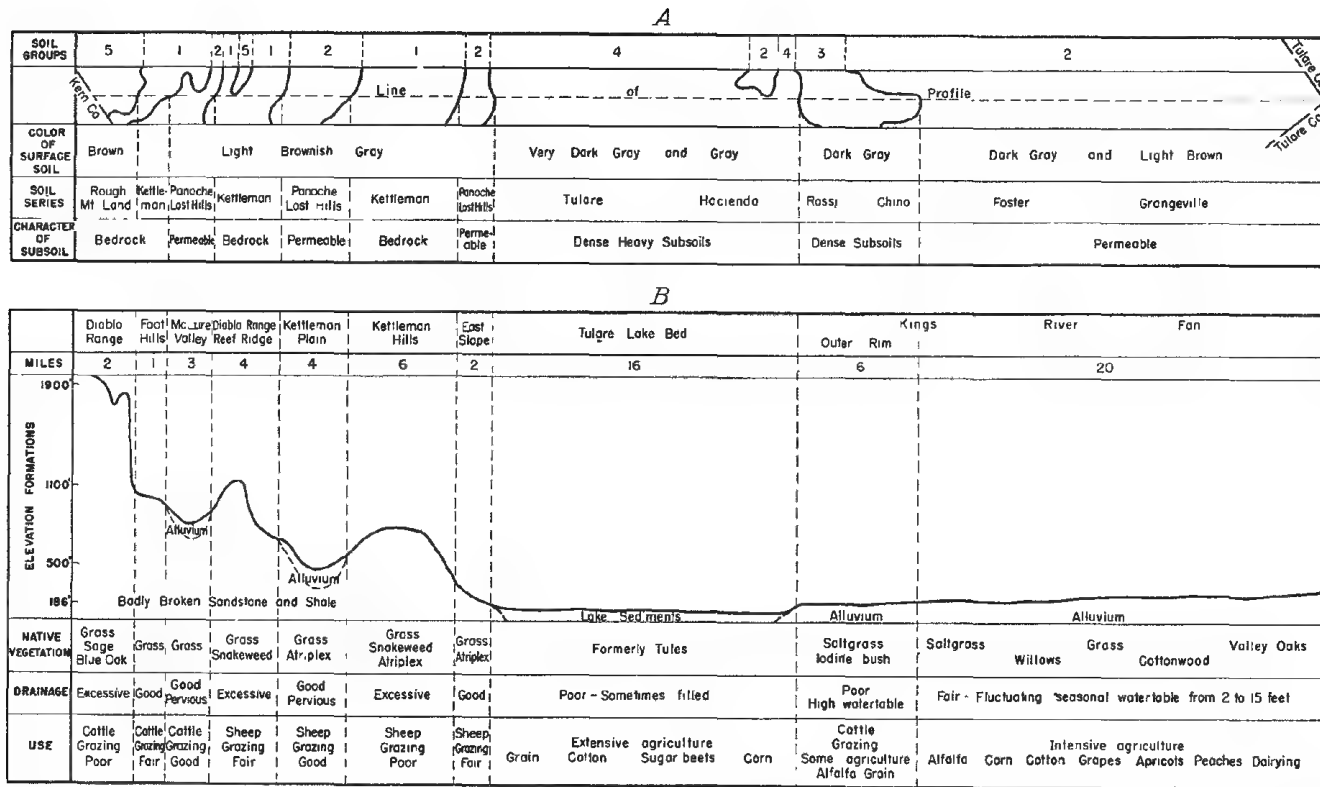 A
SOIL GROUPS 5 1 2 1 5 1 2 1 2 4 2 4 3 2
Kern Co Line of Profile Tulare Co.
Tulare Co.
COLOR OF SURFACE SOIL Brown Light Brownish Gray Very Dark Gray and Gray Dark Gray Dark Gray and Light Brown
SOIL SERIES Rough Mt Land Kettle-man Panoche Lost Hills Kettleman Panoche Lost Hills Kettleman Panoche Lost Hills Tulare Hacienda Rossi Chino Foster Grangeville
CHARACTER OF SUBSOIL Bedrock Permeable Bedrock Permeable Bedrock Perme-able Dense Heavy Subsoils Dense Subsoils Permeable
B
Diablo Range Foot Hills McLure Valley Diablo Range Reef Ridge Kettleman Plain Kettleman Hills East Slope Tulare Lake Bed Kings River Fan
Outer Rim
MILES 2 1 3 4 4 6 2 16 6 20
ELEVATION FORMATIONS
1900'
1100'
Alluvium
500'
Alluvium
186' Badly Broken Sandstone and Shale
Lake Sediments Alluvium Alluvium
NATIVE VEGETATION Grass Sage Blue Oak Grass Grass Grass Snakeweed Grass Atriplex Grass Snakeweed Atriplex Grass Atriplex Formerly Tules Saltgrass Iodine bush Saltgrass Willows Grass Cottonwood Valley Oaks
DRAINAGE Excessive Good Good Pervious Excessive Good Pervious Excessive Good Poor - Sometimes filled Poor High watertable Fair - Fluctuating seasonal watertable from 2 to 15 feet
USE Cattle Grazing Poor Cattle Grazing Fair Cattle Grazing Good Sheep Grazing Fair Sheep Grazing Good Sheep Grazing Poor Sheep Grazing Fair Extensive agriculture Grain Cotton Sugar beets Corn Cattle Grazing Some agriculture Alfalfa Grain Intensive agriculture Alfalfa Corn Cotton Grapes Apricots Peaches Dairying